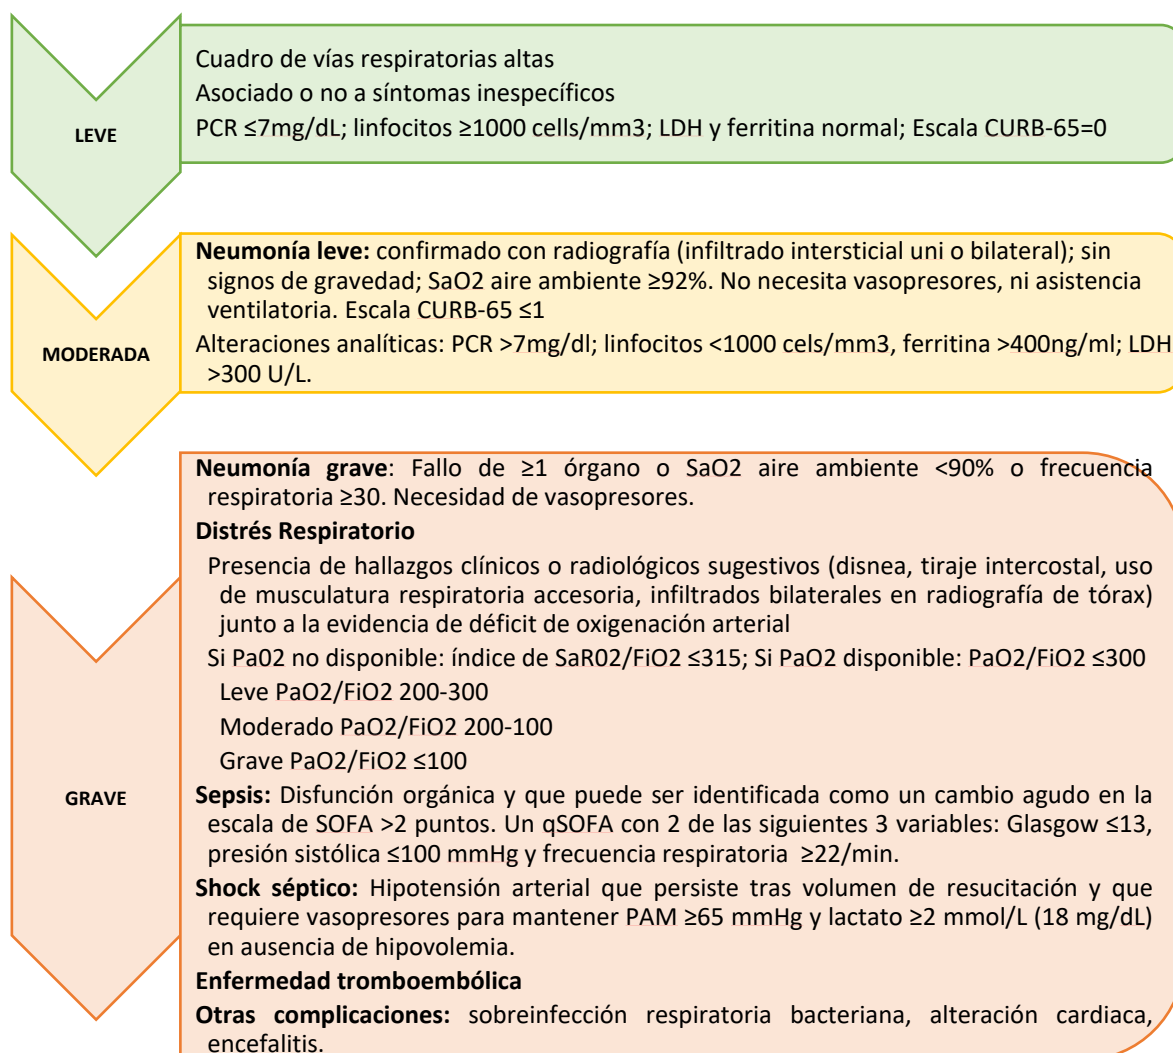 LEVE
Cuadro de vías respiratorias altas
Asociado o no a síntomas inespecíficos
PCR ≤7mg/dL; linfocitos ≥1000 cells/mm3; LDH y ferritina normal; Escala CURB-65=0
MODERADA
Neumonía leve: confirmado con radiografía (infiltrado intersticial uni o bilateral); sin
signos de gravedad; SaO2 aire ambiente ≥92%. No necesita vasopresores, ni asistencia
ventilatoria. Escala CURB-65 ≤1
Alteraciones analíticas: PCR >7mg/dl; linfocitos <1000 cels/mm3, ferritina >400ng/ml; LDH
>300 U/L.
GRAVE
Neumonía grave: Fallo de ≥1 órgano o SaO2 aire ambiente <90% o frecuencia
respiratoria ≥30. Necesidad de vasopresores.
Distrés Respiratorio
Presencia de hallazgos clínicos o radiológicos sugestivos (disnea, tiraje intercostal, uso
de musculatura respiratoria accesoria, infiltrados bilaterales en radiografía de tórax)
junto a la evidencia de déficit de oxigenación arterial
Si Pa02 no disponible: índice de SaR02/FiO2 ≤315; Si PaO2 disponible: PaO2/FiO2 ≤300
Leve PaO2/FiO2 200-300
Moderado PaO2/FiO2 200-100
Grave PaO2/FiO2 ≤100
Sepsis: Disfunción orgánica y que puede ser identificada como un cambio agudo en la
escala de SOFA >2 puntos. Un qSOFA con 2 de las siguientes 3 variables: Glasgow ≤13,
presión sistólica ≤100 mmHg y frecuencia respiratoria ≥22/min.
Shock séptico: Hipotensión arterial que persiste tras volumen de resucitación y que
requiere vasopresores para mantener PAM ≥65 mmHg y lactato ≥2 mmol/L (18 mg/dL)
en ausencia de hipovolemia.
Enfermedad tromboembólica
Otras complicaciones: sobreinfección respiratoria bacteriana, alteración cardiaca,
encefalitis.